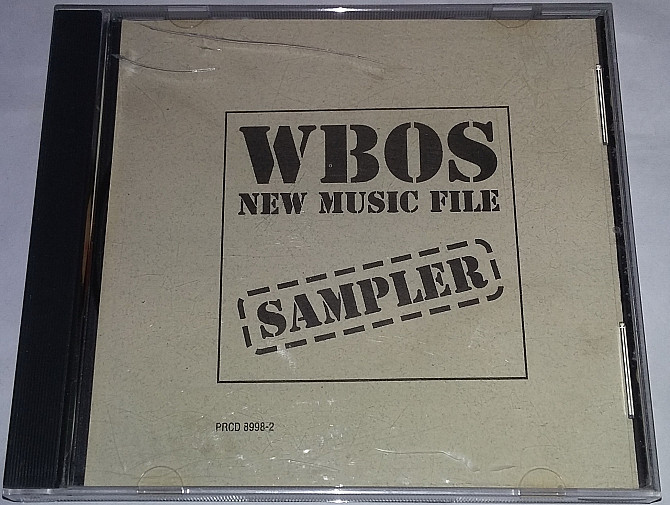 WBOS
NEW MUSIC FILE
SAMPLER
PRCD 8998-2